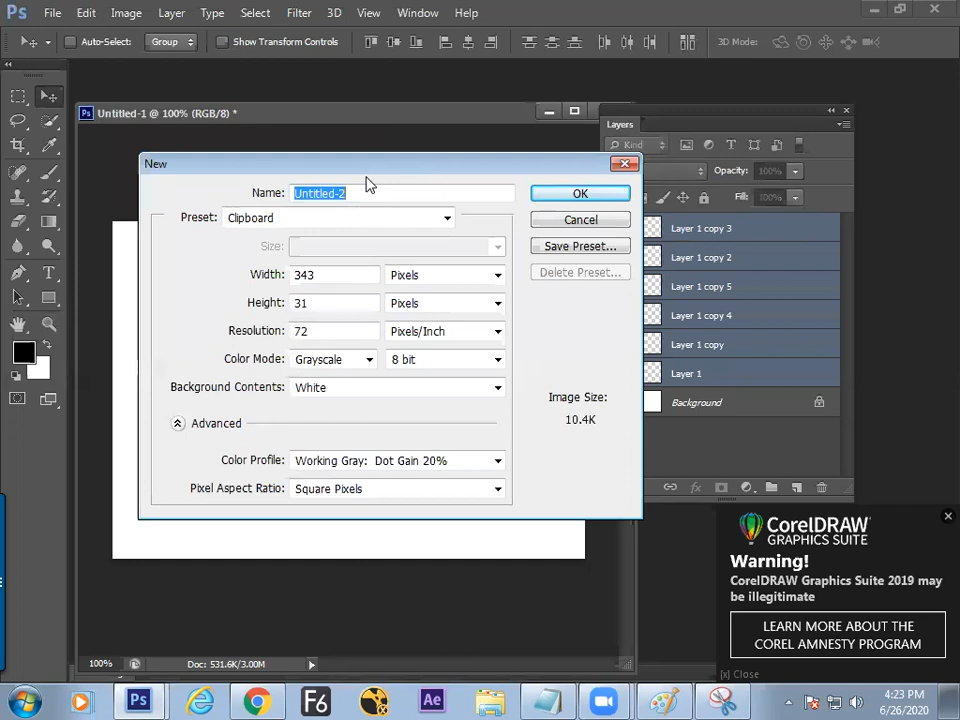 Ps File Edit Image Layer Type Select Filter 3D View Window Help
Auto-Select: Group Show Transform Controls 3D Mode:
Ps Untitled-1 @ 100% (RGB/8) *
Layers
Kind
Opacity: 100%
Fill: 100%
Layer 1 copy 3
Layer 1 copy 2
Layer 1 copy 5
Layer 1 copy 4
Layer 1 copy
Layer 1
Background
New
Name: Untitled-2
OK
Preset: Clipboard
Cancel
Size:
Save Preset...
Width: 343 Pixels
Delete Preset...
Height: 31 Pixels
Resolution: 72 Pixels/Inch
Color Mode: Grayscale 8 bit
Background Contents: White
Image Size:
10.4K
Advanced
Color Profile: Working Gray: Dot Gain 20%
Pixel Aspect Ratio: Square Pixels
CorelDRAW
GRAPHICS SUITE
Warning!
CorelDRAW Graphics Suite 2019 may
be illegitimate
LEARN MORE ABOUT THE
COREL AMNESTY PROGRAM
[x] Close
100% Doc: 531.6K/3.00M
Ps F6 Ae
4:23 PM
6/26/2020